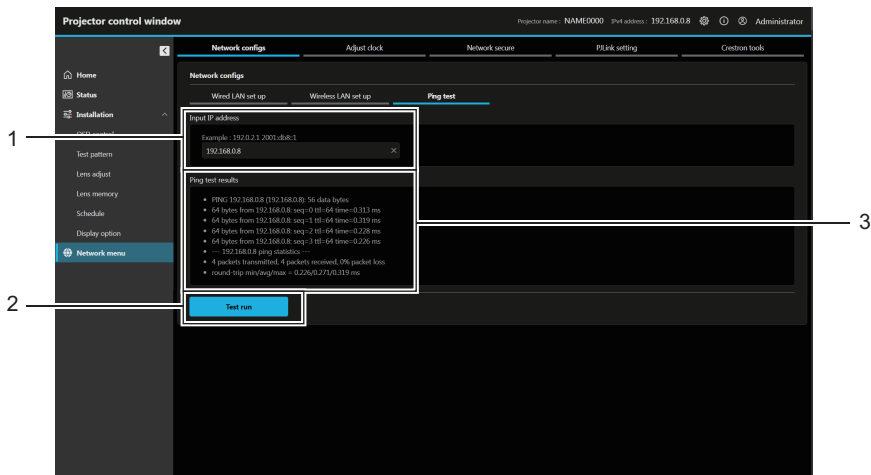 Projector control window
Projector name : NAME0000 IPv4 address : 192.168.0.8 Administrator
Network configs Adjust clock Network secure PJLink setting Crestron tools
Home
Status
Installation
OSD control
Test pattern
Lens adjust
Lens memory
Schedule
Display option
Network menu
Network configs
Wired LAN set up Wireless LAN set up Ping test
1
Input IP address
Example : 192.0.2.1 2001:db8::1
192.168.0.8
Ping test results
• PING 192.168.0.8 (192.168.0.8): 56 data bytes
• 64 bytes from 192.168.0.8: seq=0 ttl=64 time=0.313 ms
• 64 bytes from 192.168.0.8: seq=1 ttl=64 time=0.319 ms
• 64 bytes from 192.168.0.8: seq=2 ttl=64 time=0.228 ms
• 64 bytes from 192.168.0.8: seq=3 ttl=64 time=0.226 ms
• --- 192.168.0.8 ping statistics ---
• 4 packets transmitted, 4 packets received, 0% packet loss
• round-trip min/avg/max = 0.226/0.271/0.319 ms
3
2
Test run